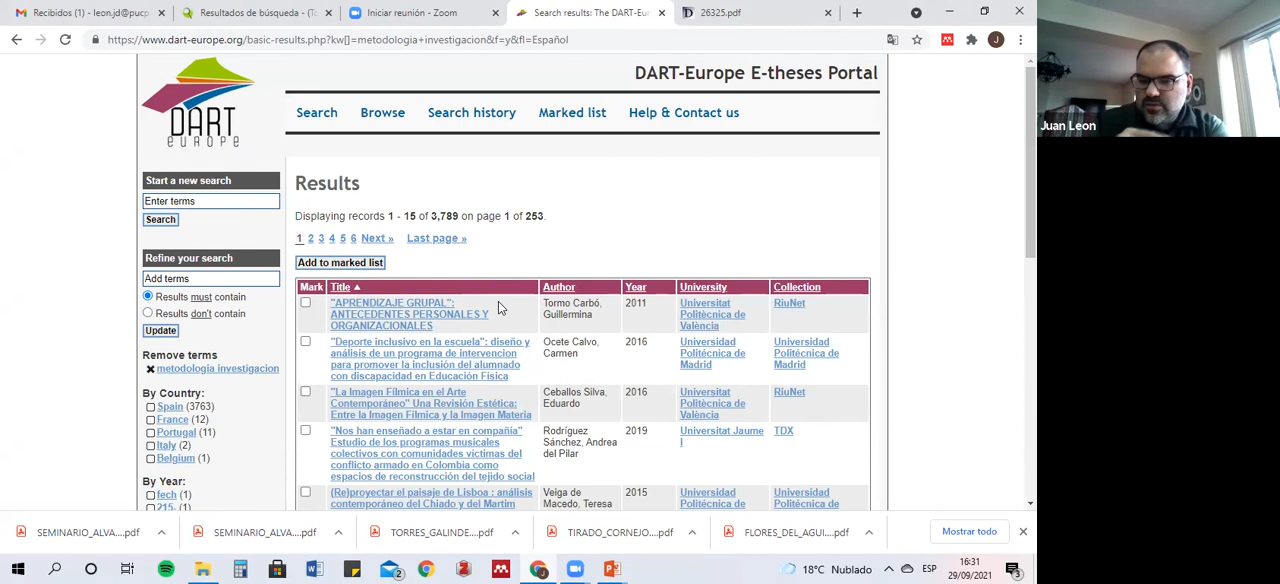 Recibidos (1) - leon.jd@pucp
Resultados de búsqueda - (To
Iniciar reunión - Zoom
Search results: The DART-Eu
26325.pdf
https://www.dart-europe.org/basic-results.php?kw[]=metodologia+investigacion&f=y&fl=Español
J
Juan Leon
DART
europe
DART-Europe E-theses Portal
Search Browse Search history Marked list Help & Contact us
Start a new search
Enter terms
Search
Refine your search
Add terms
Results must contain
Results don't contain
Update
Remove terms
metodologia investigacion
By Country:
Spain (3763)
France (12)
Portugal (11)
Italy (2)
Belgium (1)
By Year:
fech (1)
215- (1)
Results
Displaying records 1 - 15 of 3,789 on page 1 of 253.
1 2 3 4 5 6 Next » Last page »
Add to marked list
Mark Title Author Year University Collection
"APRENDIZAJE GRUPAL": Tormo Carbó, 2011 Universitat RiuNet
ANTECEDENTES PERSONALES Y Guillermina Politècnica de
ORGANIZACIONALES València
"Deporte inclusivo en la escuela": diseño y Ocete Calvo, 2016 Universidad Universidad
análisis de un programa de intervencion Carmen Politécnica de Politécnica de
para promover la inclusión del alumnado Madrid Madrid
con discapacidad en Educación Física
"La Imagen Fílmica en el Arte Ceballos Silva, 2016 Universitat RiuNet
Contemporáneo" Una Revisión Estética: Eduardo Politècnica de
Entre la Imagen Fílmica y la Imagen Materia València
"Nos han enseñado a estar en compañía" Rodríguez 2019 Universitat Jaume TDX
Estudio de los programas musicales Sánchez, Andrea I
colectivos con comunidades víctimas del del Pilar
conflicto armado en Colombia como
espacios de reconstrucción del tejido social
(Re)proyectar el paisaje de Lisboa : análisis Veiga de 2015 Universidad Universidad
contemporáneo del Chiado y del Martim Macedo, Teresa Politécnica de Politécnica de
SEMINARIO_ALVA....pdf
SEMINARIO_ALVA....pdf
TORRES_GALINDE....pdf
TIRADO_CORNEJO....pdf
FLORES_DEL_AGUI....pdf
Mostrar todo
2
18°C Nublado
ESP
16:31
29/09/2021
3